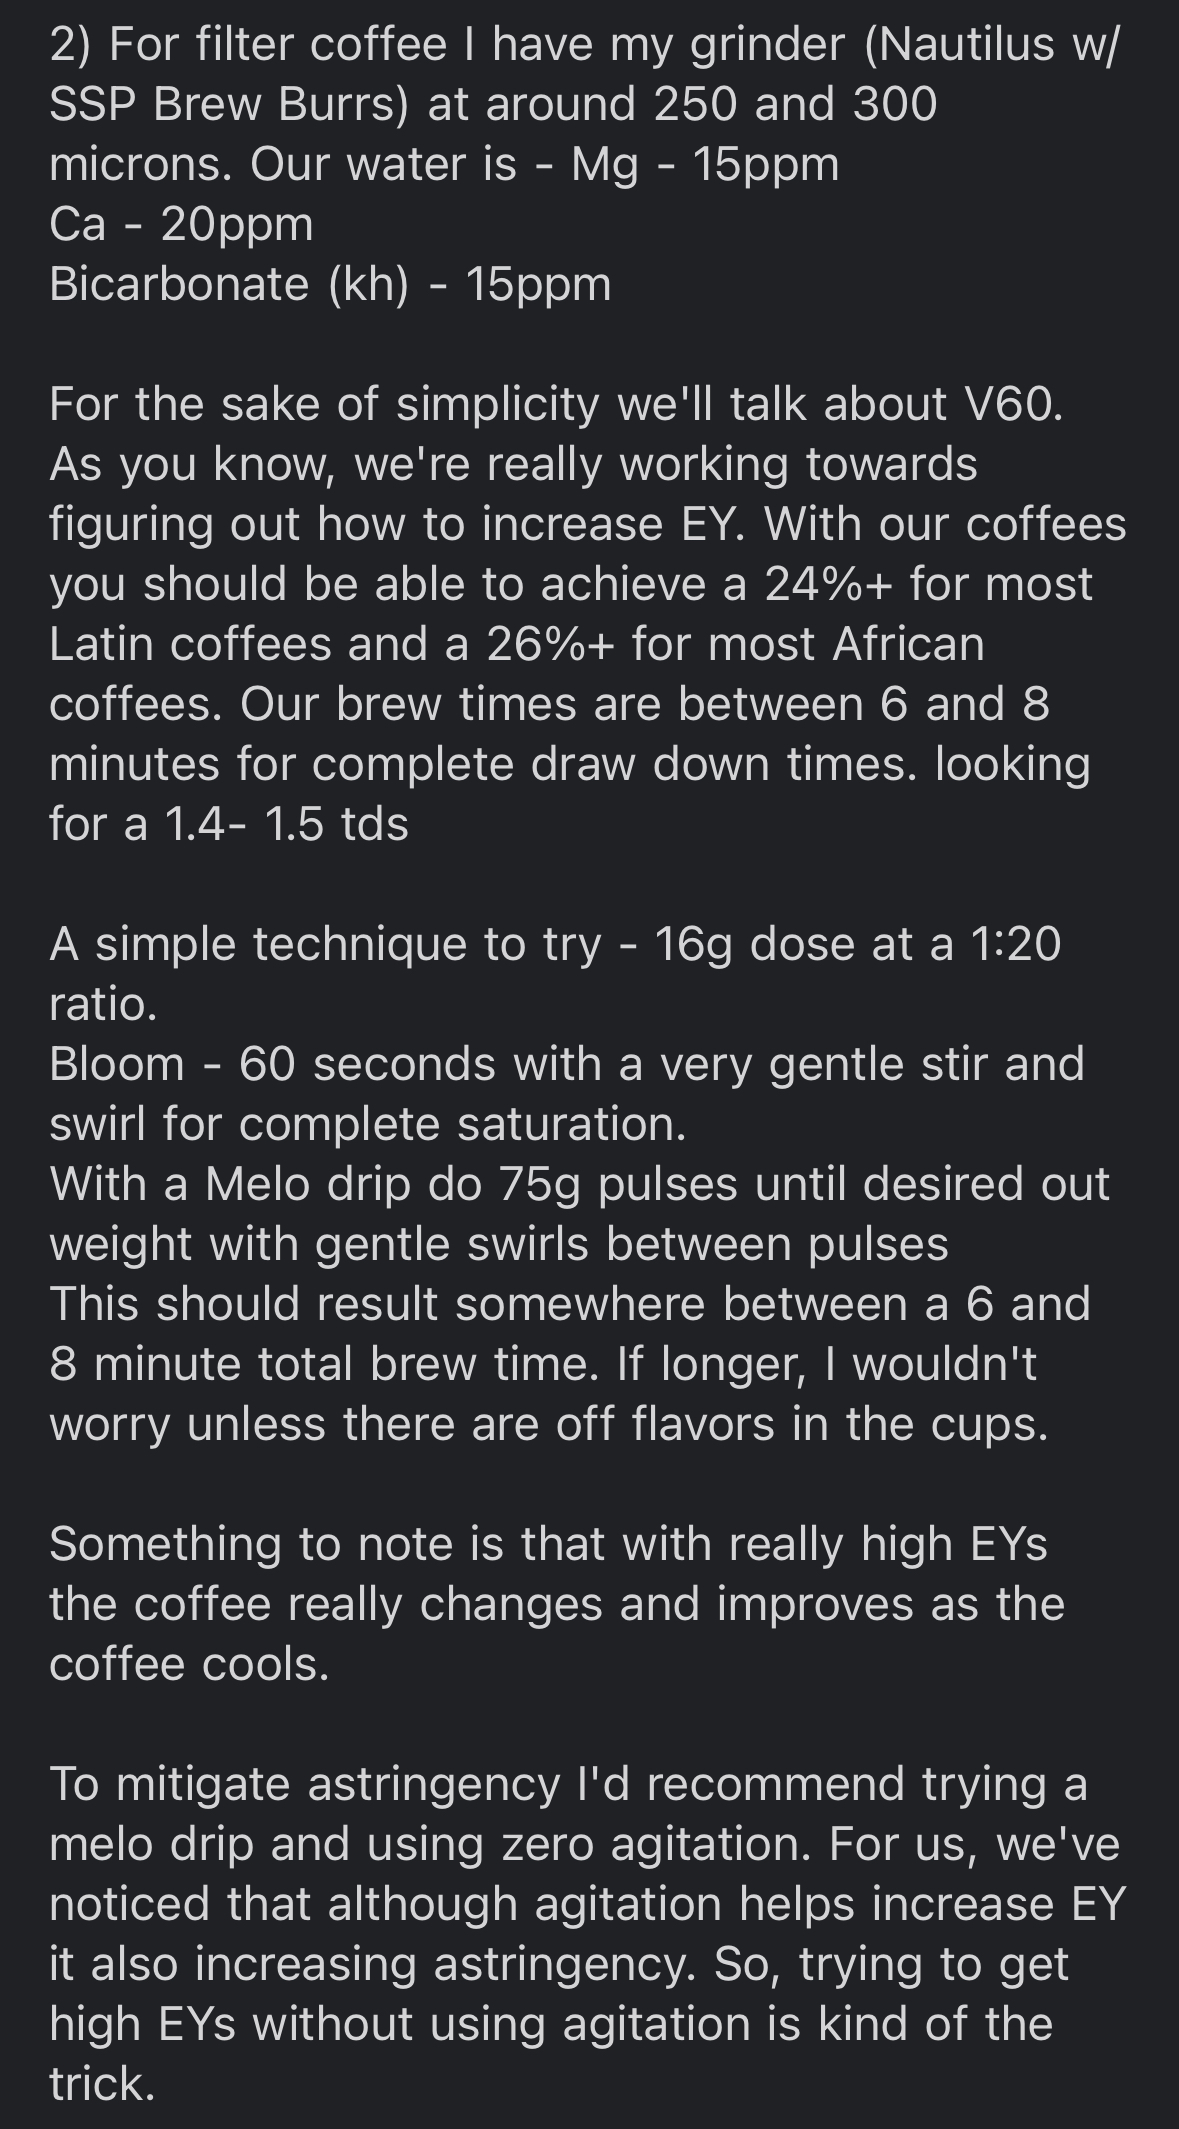 2) For filter coffee I have my grinder (Nautilus w/
SSP Brew Burrs) at around 250 and 300
microns. Our water is - Mg - 15ppm
Ca - 20ppm
Bicarbonate (kh) - 15ppm
For the sake of simplicity we'll talk about V60.
As you know, we're really working towards
figuring out how to increase EY. With our coffees
you should be able to achieve a 24%+ for most
Latin coffees and a 26%+ for most African
coffees. Our brew times are between 6 and 8
minutes for complete draw down times. looking
for a 1.4- 1.5 tds
A simple technique to try - 16g dose at a 1:20
ratio.
Bloom - 60 seconds with a very gentle stir and
swirl for complete saturation.
With a Melo drip do 75g pulses until desired out
weight with gentle swirls between pulses
This should result somewhere between a 6 and
8 minute total brew time. If longer, I wouldn't
worry unless there are off flavors in the cups.
Something to note is that with really high EYs
the coffee really changes and improves as the
coffee cools.
To mitigate astringency I'd recommend trying a
melo drip and using zero agitation. For us, we've
noticed that although agitation helps increase EY
it also increasing astringency. So, trying to get
high EYs without using agitation is kind of the
trick.